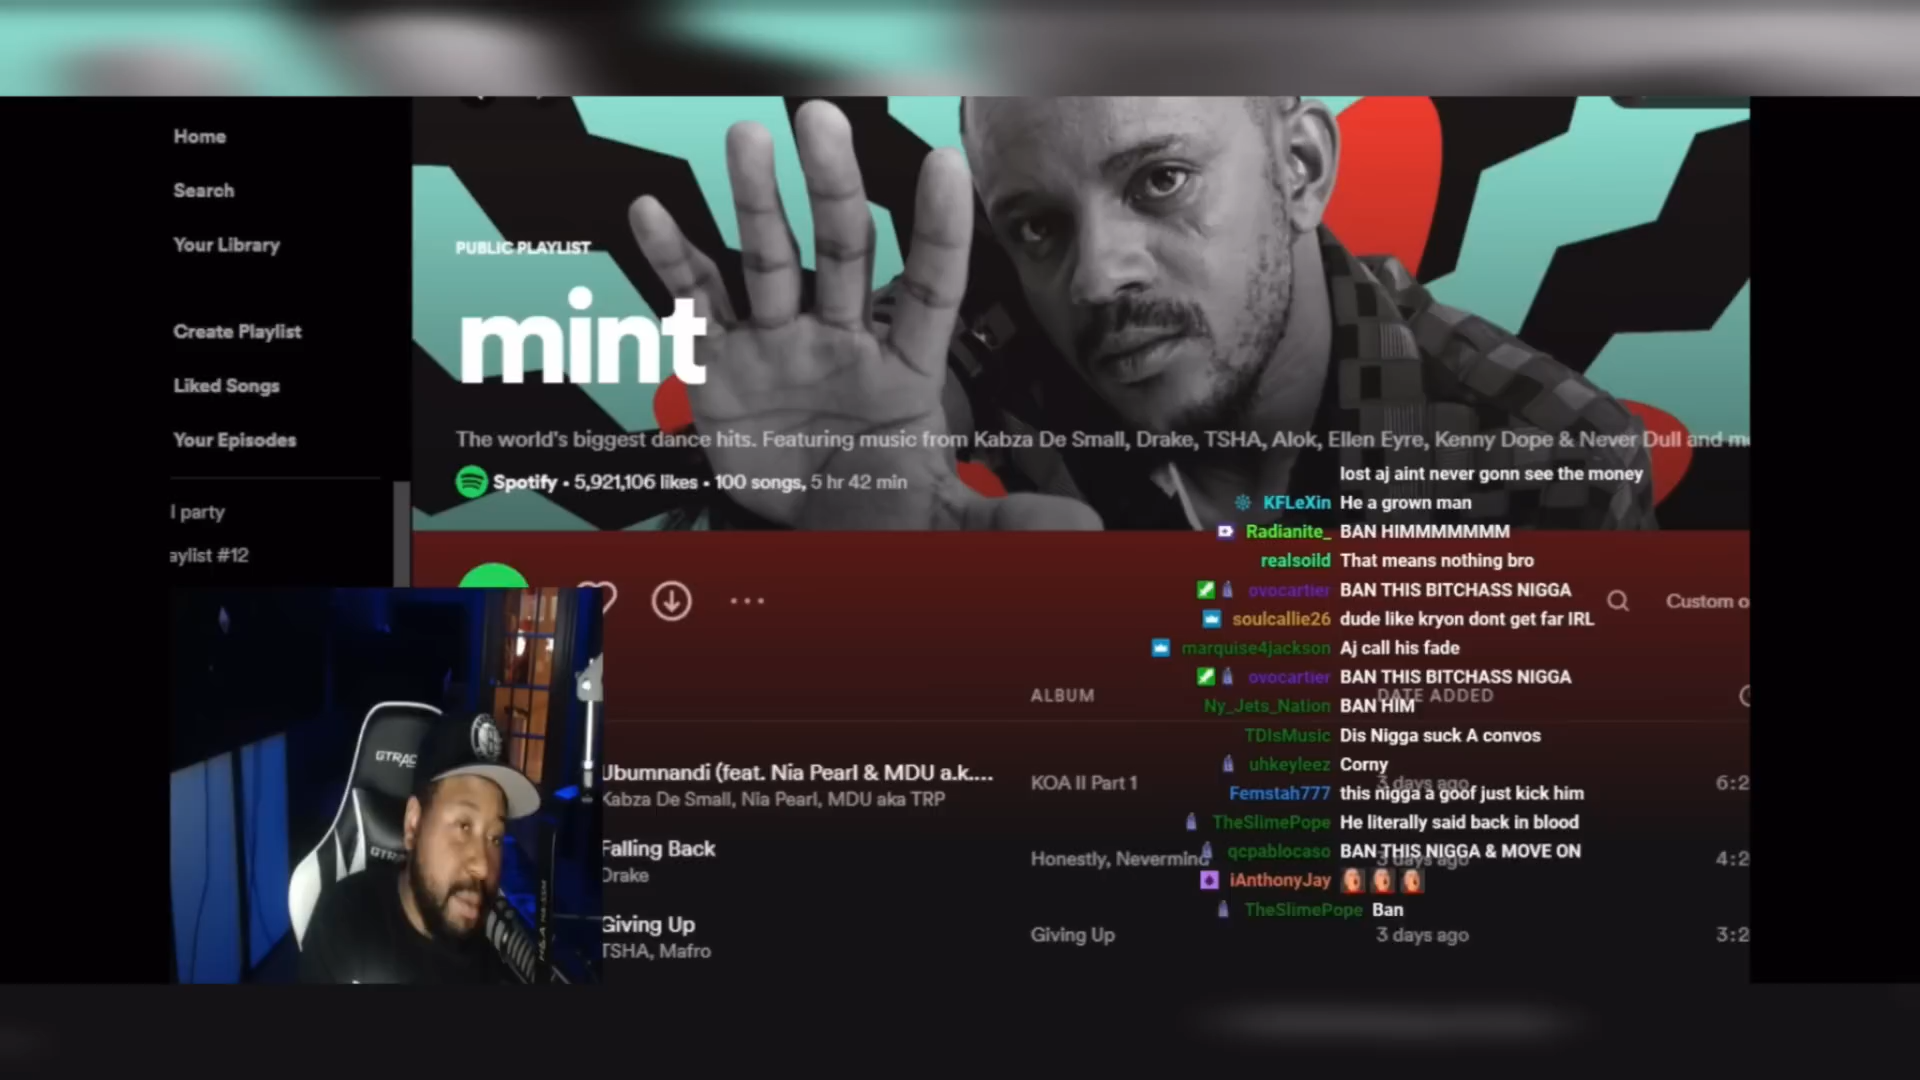 Home
Search
Your Library
Create Playlist
Liked Songs
Your Episodes
l party
aylist #12
PUBLIC PLAYLIST
mint
The world's biggest dance hits. Featuring music from Kabza De Small, Drake, TSHA, Alok, Ellen Eyre, Kenny Dope & Never Dull and m
Spotify • 5,921,106 likes • 100 songs, 5 hr 42 min
Custom o
ALBUM
DATE ADDED
Ubumnandi (feat. Nia Pearl & MDU a.k....
Kabza De Small, Nia Pearl, MDU aka TRP
KOA II Part 1
3 days ago
6:2
Falling Back
Drake
Honestly, Nevermind
3 days ago
4:2
Giving Up
TSHA, Mafro
Giving Up
3 days ago
3:2
lost aj aint never gonn see the money
KFLeXin He a grown man
Radianite_ BAN HIMMMMMMM
realsoild That means nothing bro
ovocartier BAN THIS BITCHASS NIGGA
soulcallie26 dude like kryon dont get far IRL
marquise4jackson Aj call his fade
ovocartier BAN THIS BITCHASS NIGGA
Ny_Jets_Nation BAN HIM
TDIsMusic Dis Nigga suck A convos
uhkeyleez Corny
Femstah777 this nigga a goof just kick him
TheSlimePope He literally said back in blood
qcpablocaso BAN THIS NIGGA & MOVE ON
iAnthonyJay
TheSlimePope Ban
GTRAC
GTR